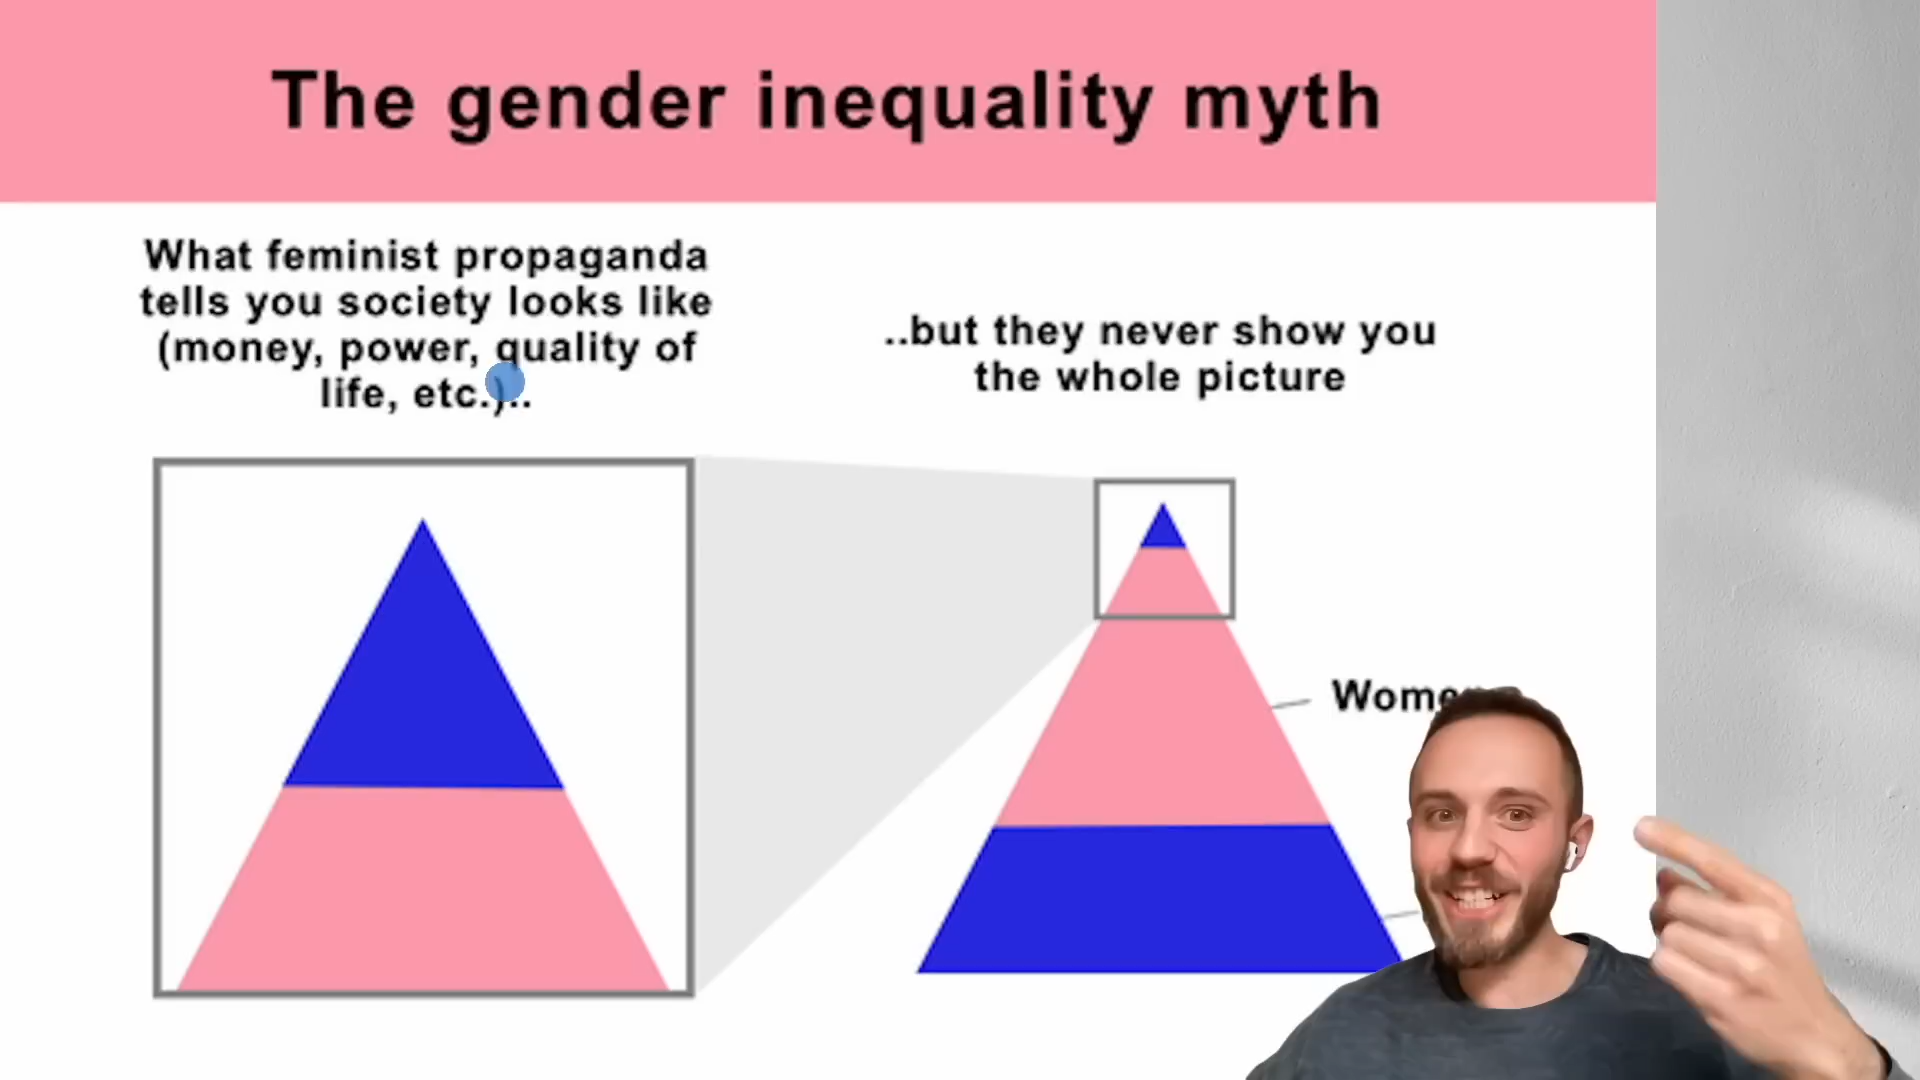 The gender inequality myth
What feminist propaganda
tells you society looks like
(money, power, quality of
life, etc.)..
..but they never show you
the whole picture